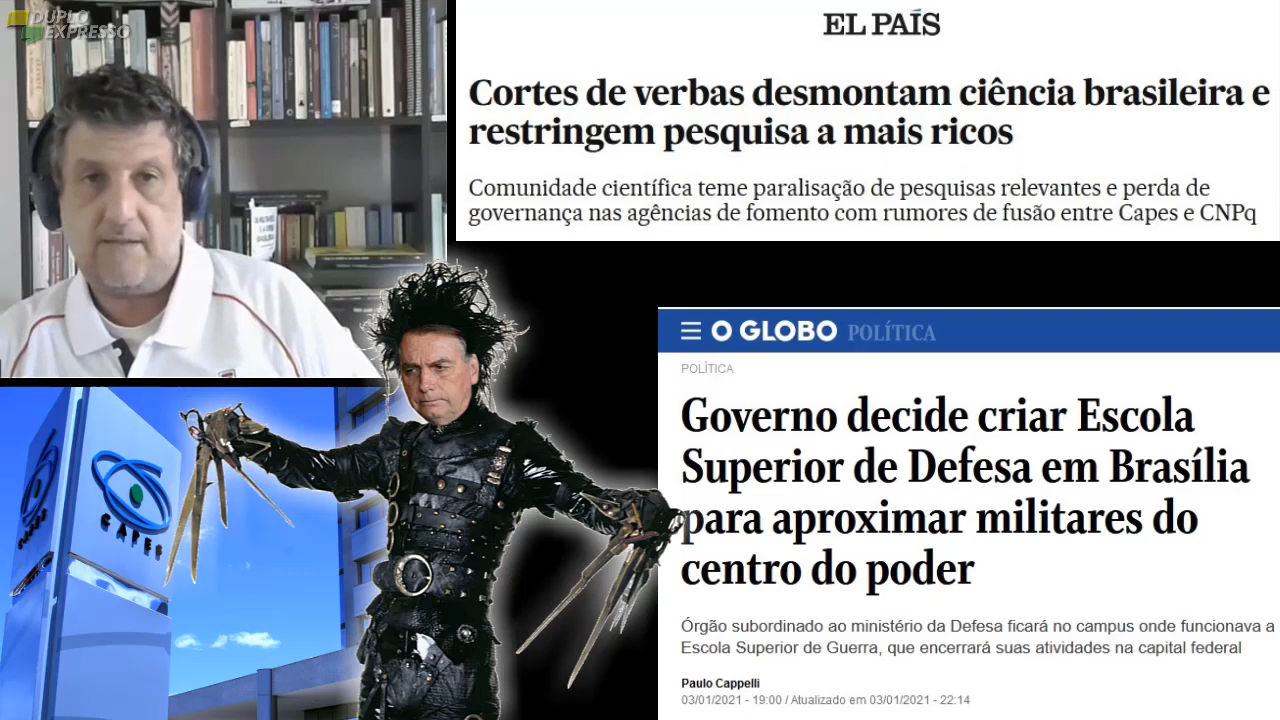 DUPLO
EXPRESSO
EL PAÍS
Cortes de verbas desmontam ciência brasileira e
restringem pesquisa a mais ricos
Comunidade científica teme paralisação de pesquisas relevantes e perda de
governança nas agências de fomento com rumores de fusão entre Capes e CNPq
O GLOBO POLÍTICA
POLÍTICA
Governo decide criar Escola
Superior de Defesa em Brasília
para aproximar militares do
centro do poder
Órgão subordinado ao ministério da Defesa ficará no campus onde funcionava a
Escola Superior de Guerra, que encerrará suas atividades na capital federal
Paulo Cappelli
03/01/2021 - 19:00 / Atualizado em 03/01/2021 - 22:14
CAPES
CAPES